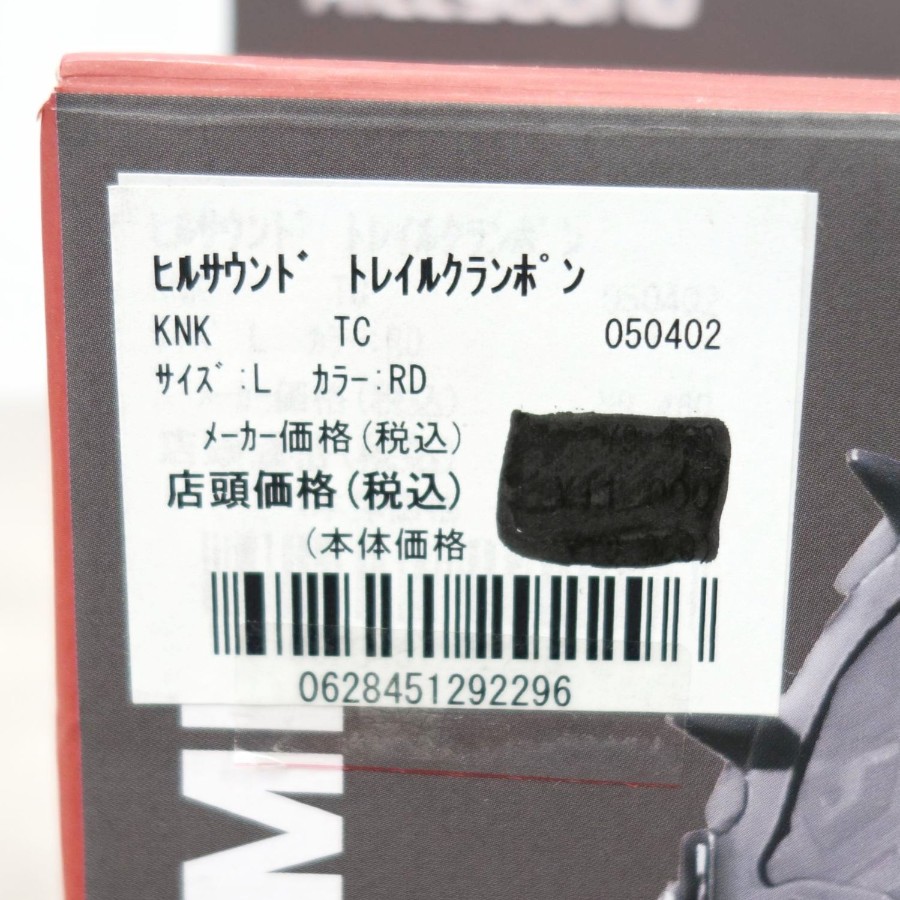 ﾋﾙｻｳﾝﾄﾞ ﾄﾚｲﾙｸﾗﾝﾎﾟﾝ
KNK TC 050402
ｻｲｽﾞ:L ｶﾗｰ:RD
ﾒｰｶｰ価格(税込)
店頭価格(税込)
(本体価格
0628451292296